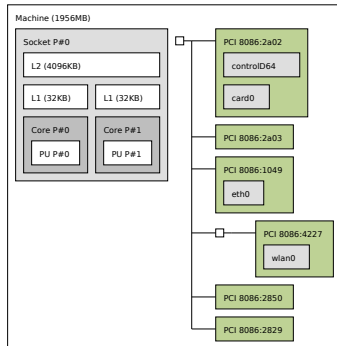 Machine (1956MB)
Socket P#0
L2 (4096KB)
L1 (32KB)
L1 (32KB)
Core P#0
Core P#1
PU P#0
PU P#1
PCI 8086:2a02
controlD64
card0
PCI 8086:2a03
PCI 8086:1049
eth0
PCI 8086:4227
wlan0
PCI 8086:2850
PCI 8086:2829